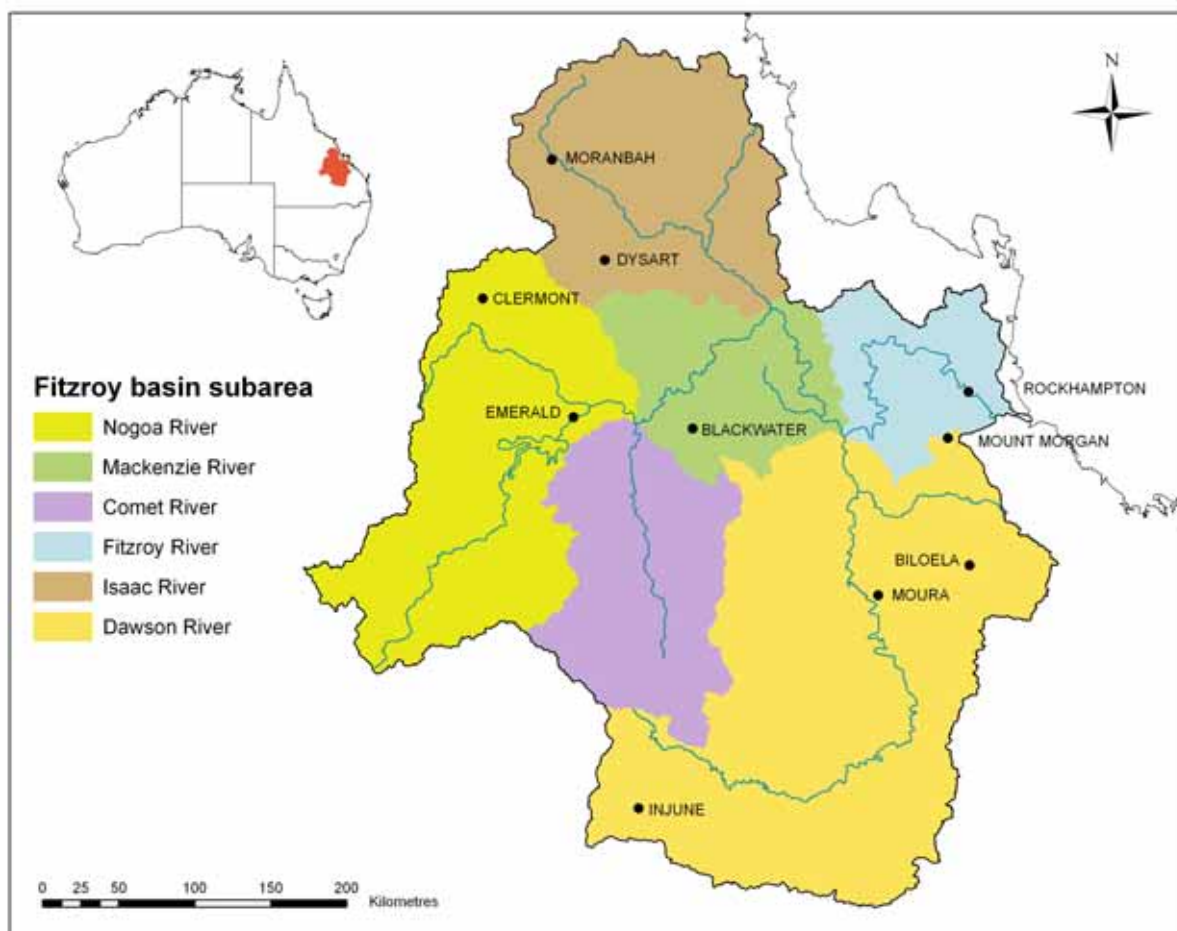 N
MORANBAH
DYSART
CLERMONT
Fitzroy basin subarea
Nogoa River
Mackenzie River
Comet River
Fitzroy River
Isaac River
Dawson River
ROCKHAMPTON
EMERALD
BLACKWATER
MOUNT MORGAN
BILOELA
MOURA
INJUNE
0 25 50 100 150 200
Kilometres